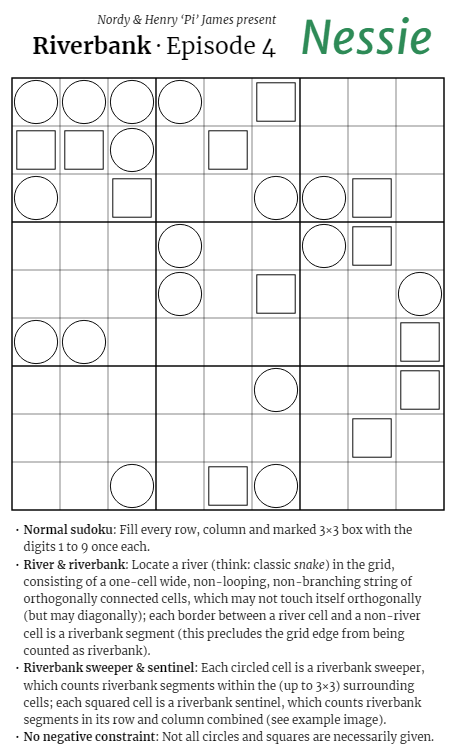 Nordy & Henry ‘Pi’ James present
Riverbank · Episode 4
Nessie
· Normal sudoku: Fill every row, column and marked 3×3 box with the
digits 1 to 9 once each.
· River & riverbank: Locate a river (think: classic snake) in the grid,
consisting of a one-cell wide, non-looping, non-branching string of
orthogonally connected cells, which may not touch itself orthogonally
(but may diagonally); each border between a river cell and a non-river
cell is a riverbank segment (this precludes the grid edge from being
counted as riverbank).
· Riverbank sweeper & sentinel: Each circled cell is a riverbank sweeper,
which counts riverbank segments within the (up to 3×3) surrounding
cells; each squared cell is a riverbank sentinel, which counts riverbank
segments in its row and column combined (see example image).
· No negative constraint: Not all circles and squares are necessarily given.